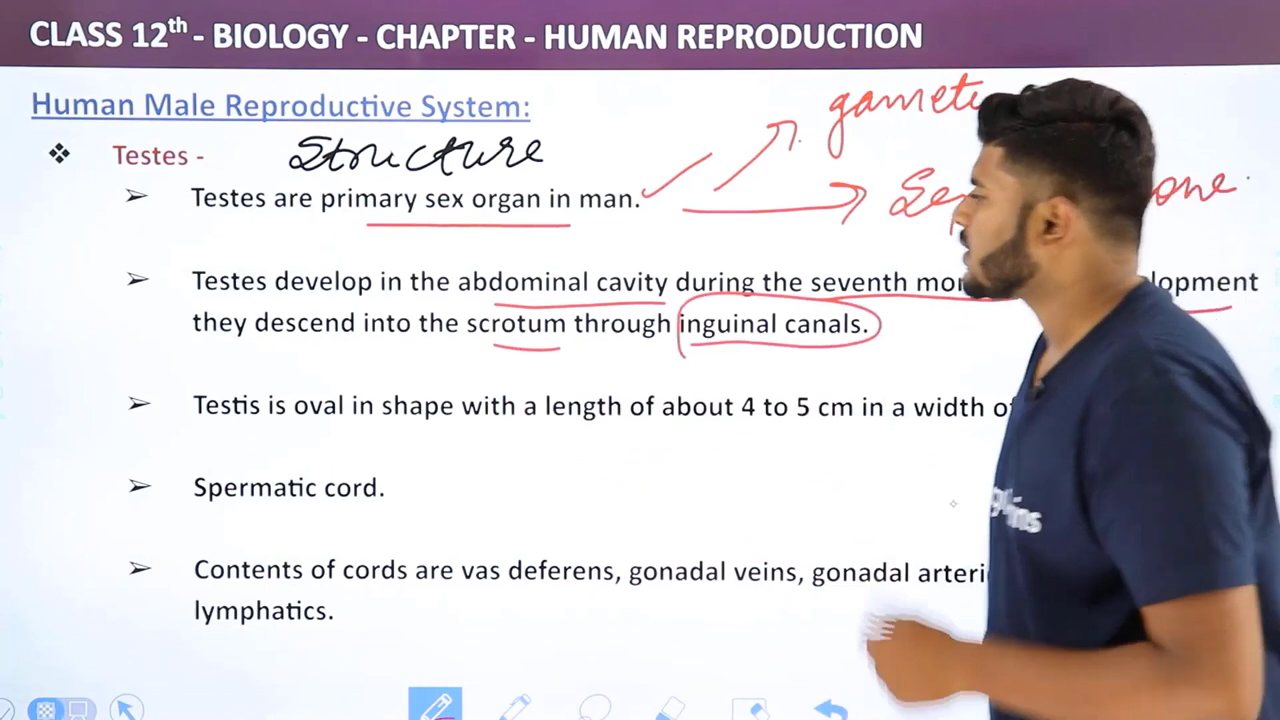 CLASS 12th - BIOLOGY - CHAPTER - HUMAN REPRODUCTION
Human Male Reproductive System:
❖ Testes - Structure
➢ Testes are primary sex organ in man.
➢ Testes develop in the abdominal cavity during the seventh
they descend into the scrotum through inguinal canals.
➢ Testis is oval in shape with a length of about 4 to 5 cm in a width
➢ Spermatic cord.
➢ Contents of cords are vas deferens, gonadal veins, gonadal
lymphatics.